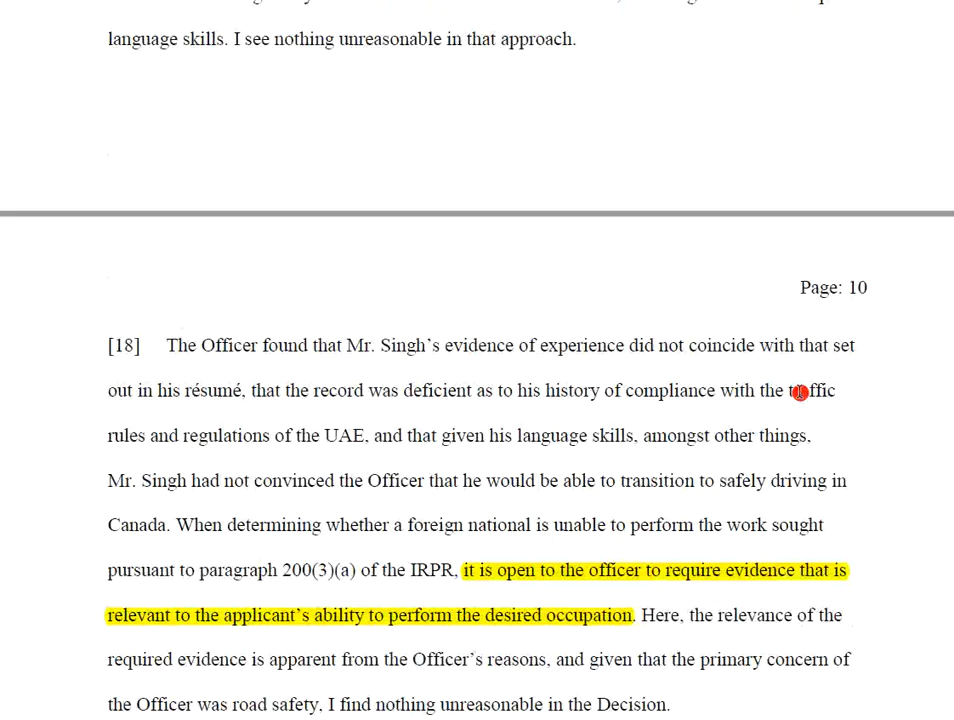 language skills. I see nothing unreasonable in that approach.
Page: 10
[18] The Officer found that Mr. Singh's evidence of experience did not coincide with that set
out in his résumé, that the record was deficient as to his history of compliance with the traffic
rules and regulations of the UAE, and that given his language skills, amongst other things,
Mr. Singh had not convinced the Officer that he would be able to transition to safely driving in
Canada. When determining whether a foreign national is unable to perform the work sought
pursuant to paragraph 200(3)(a) of the IRPR, it is open to the officer to require evidence that is
relevant to the applicant's ability to perform the desired occupation. Here, the relevance of the
required evidence is apparent from the Officer's reasons, and given that the primary concern of
the Officer was road safety, I find nothing unreasonable in the Decision.